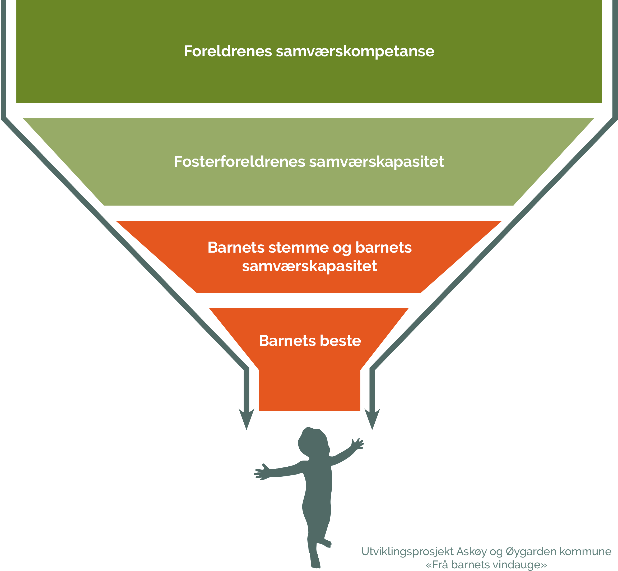 Foreldrenes samværskompetanse
Fosterforeldrenes samværskapasitet
Barnets stemme og barnets
samværskapasitet
Barnets beste
Utviklingsprosjekt Askøy og Øygarden kommune
«Frå barnets vindauge»